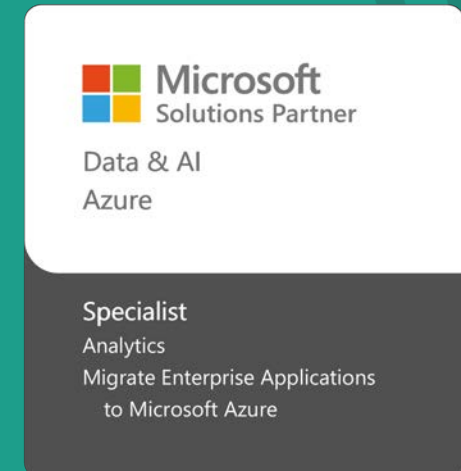 Microsoft
Solutions Partner
Data & AI
Azure
Specialist
Analytics
Migrate Enterprise Applications
to Microsoft Azure